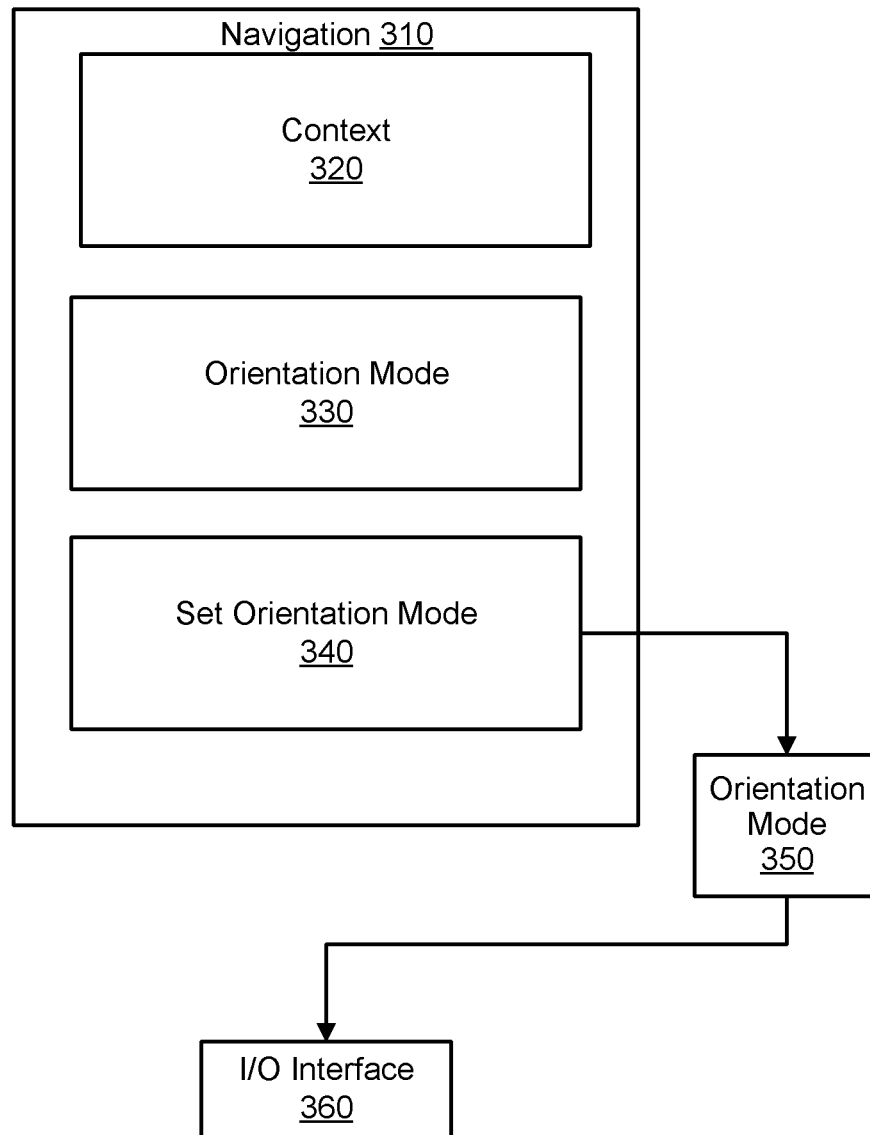 Navigation 310
Context
320
Orientation Mode
330
Set Orientation Mode
340
Orientation
Mode
350
I/O Interface
360